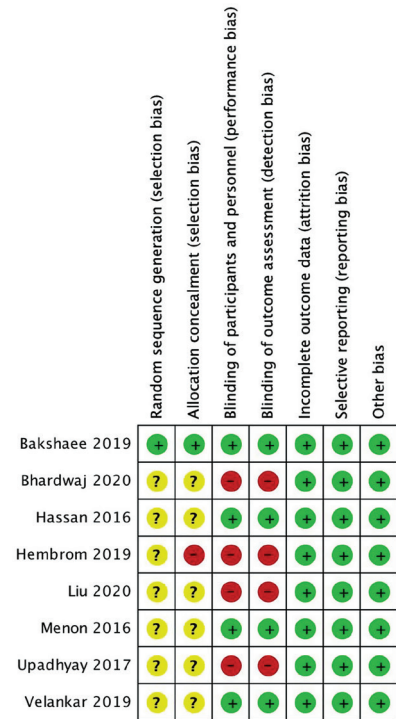 Random sequence generation (selection bias)
Allocation concealment (selection bias)
Blinding of participants and personnel (performance bias)
Blinding of outcome assessment (detection bias)
Incomplete outcome data (attrition bias)
Selective reporting (reporting bias)
Other bias
Bakshaee 2019 + + + + + + +
Bhardwaj 2020 ? ? - - + + +
Hassan 2016 ? ? + + + + +
Hembrom 2019 ? - - - + + +
Liu 2020 ? ? - - + + +
Menon 2016 ? ? + + + + +
Upadhyay 2017 ? ? - - + + +
Velankar 2019 ? ? + + + + +